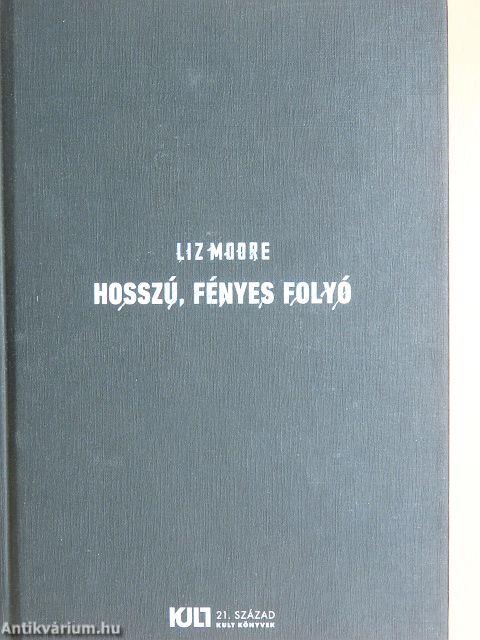 LIZ MOORE
HOSSZÚ, FÉNYES FOLYÓ
KULT
21. SZÁZAD
KULT KÖNYVEK
Antikvárium.hu